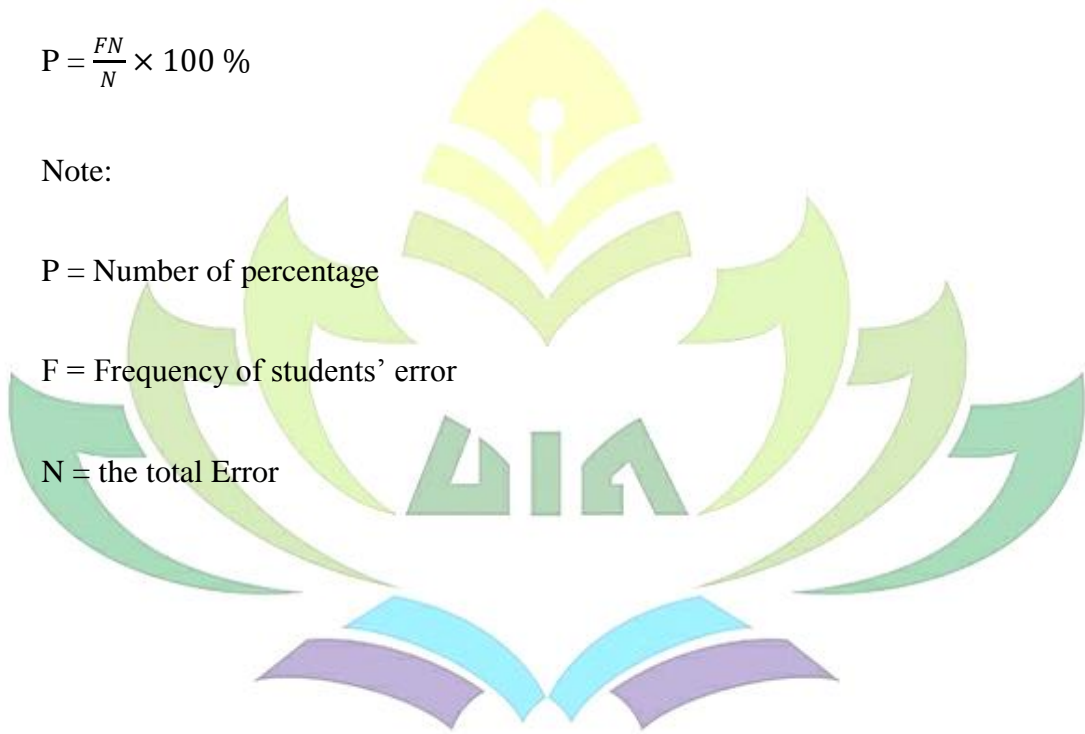 P = FN/N × 100 %
Note:
P = Number of percentage
F = Frequency of students’ error
N = the total Error